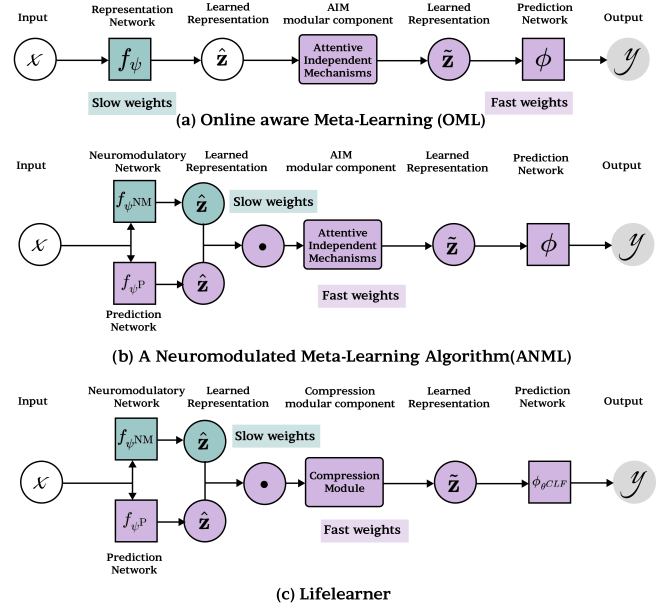 Input
Representation
Network
Learned
Representation
AIM
modular component
Learned
Representation
Prediction
Network
Output
x
f_ψ
ẑ
Attentive
Independent
Mechanisms
z̃
ϕ
y
Slow weights
Fast weights
(a) Online aware Meta-Learning (OML)
Input
Neuromodulatory
Network
Learned
Representation
AIM
modular component
Learned
Representation
Prediction
Network
Output
f_ψNM
ẑ
Slow weights
x
•
Attentive
Independent
Mechanisms
z̃
ϕ
y
f_ψP
ẑ
Fast weights
Prediction
Network
(b) A Neuromodulated Meta-Learning Algorithm(ANML)
Input
Neuromodulatory
Network
Learned
Representation
Compression
modular component
Learned
Representation
Prediction
Network
Output
f_ψNM
ẑ
Slow weights
x
•
Compression
Module
z̃
ϕ_θCLF
y
f_ψP
ẑ
Fast weights
Prediction
Network
(c) Lifelearner